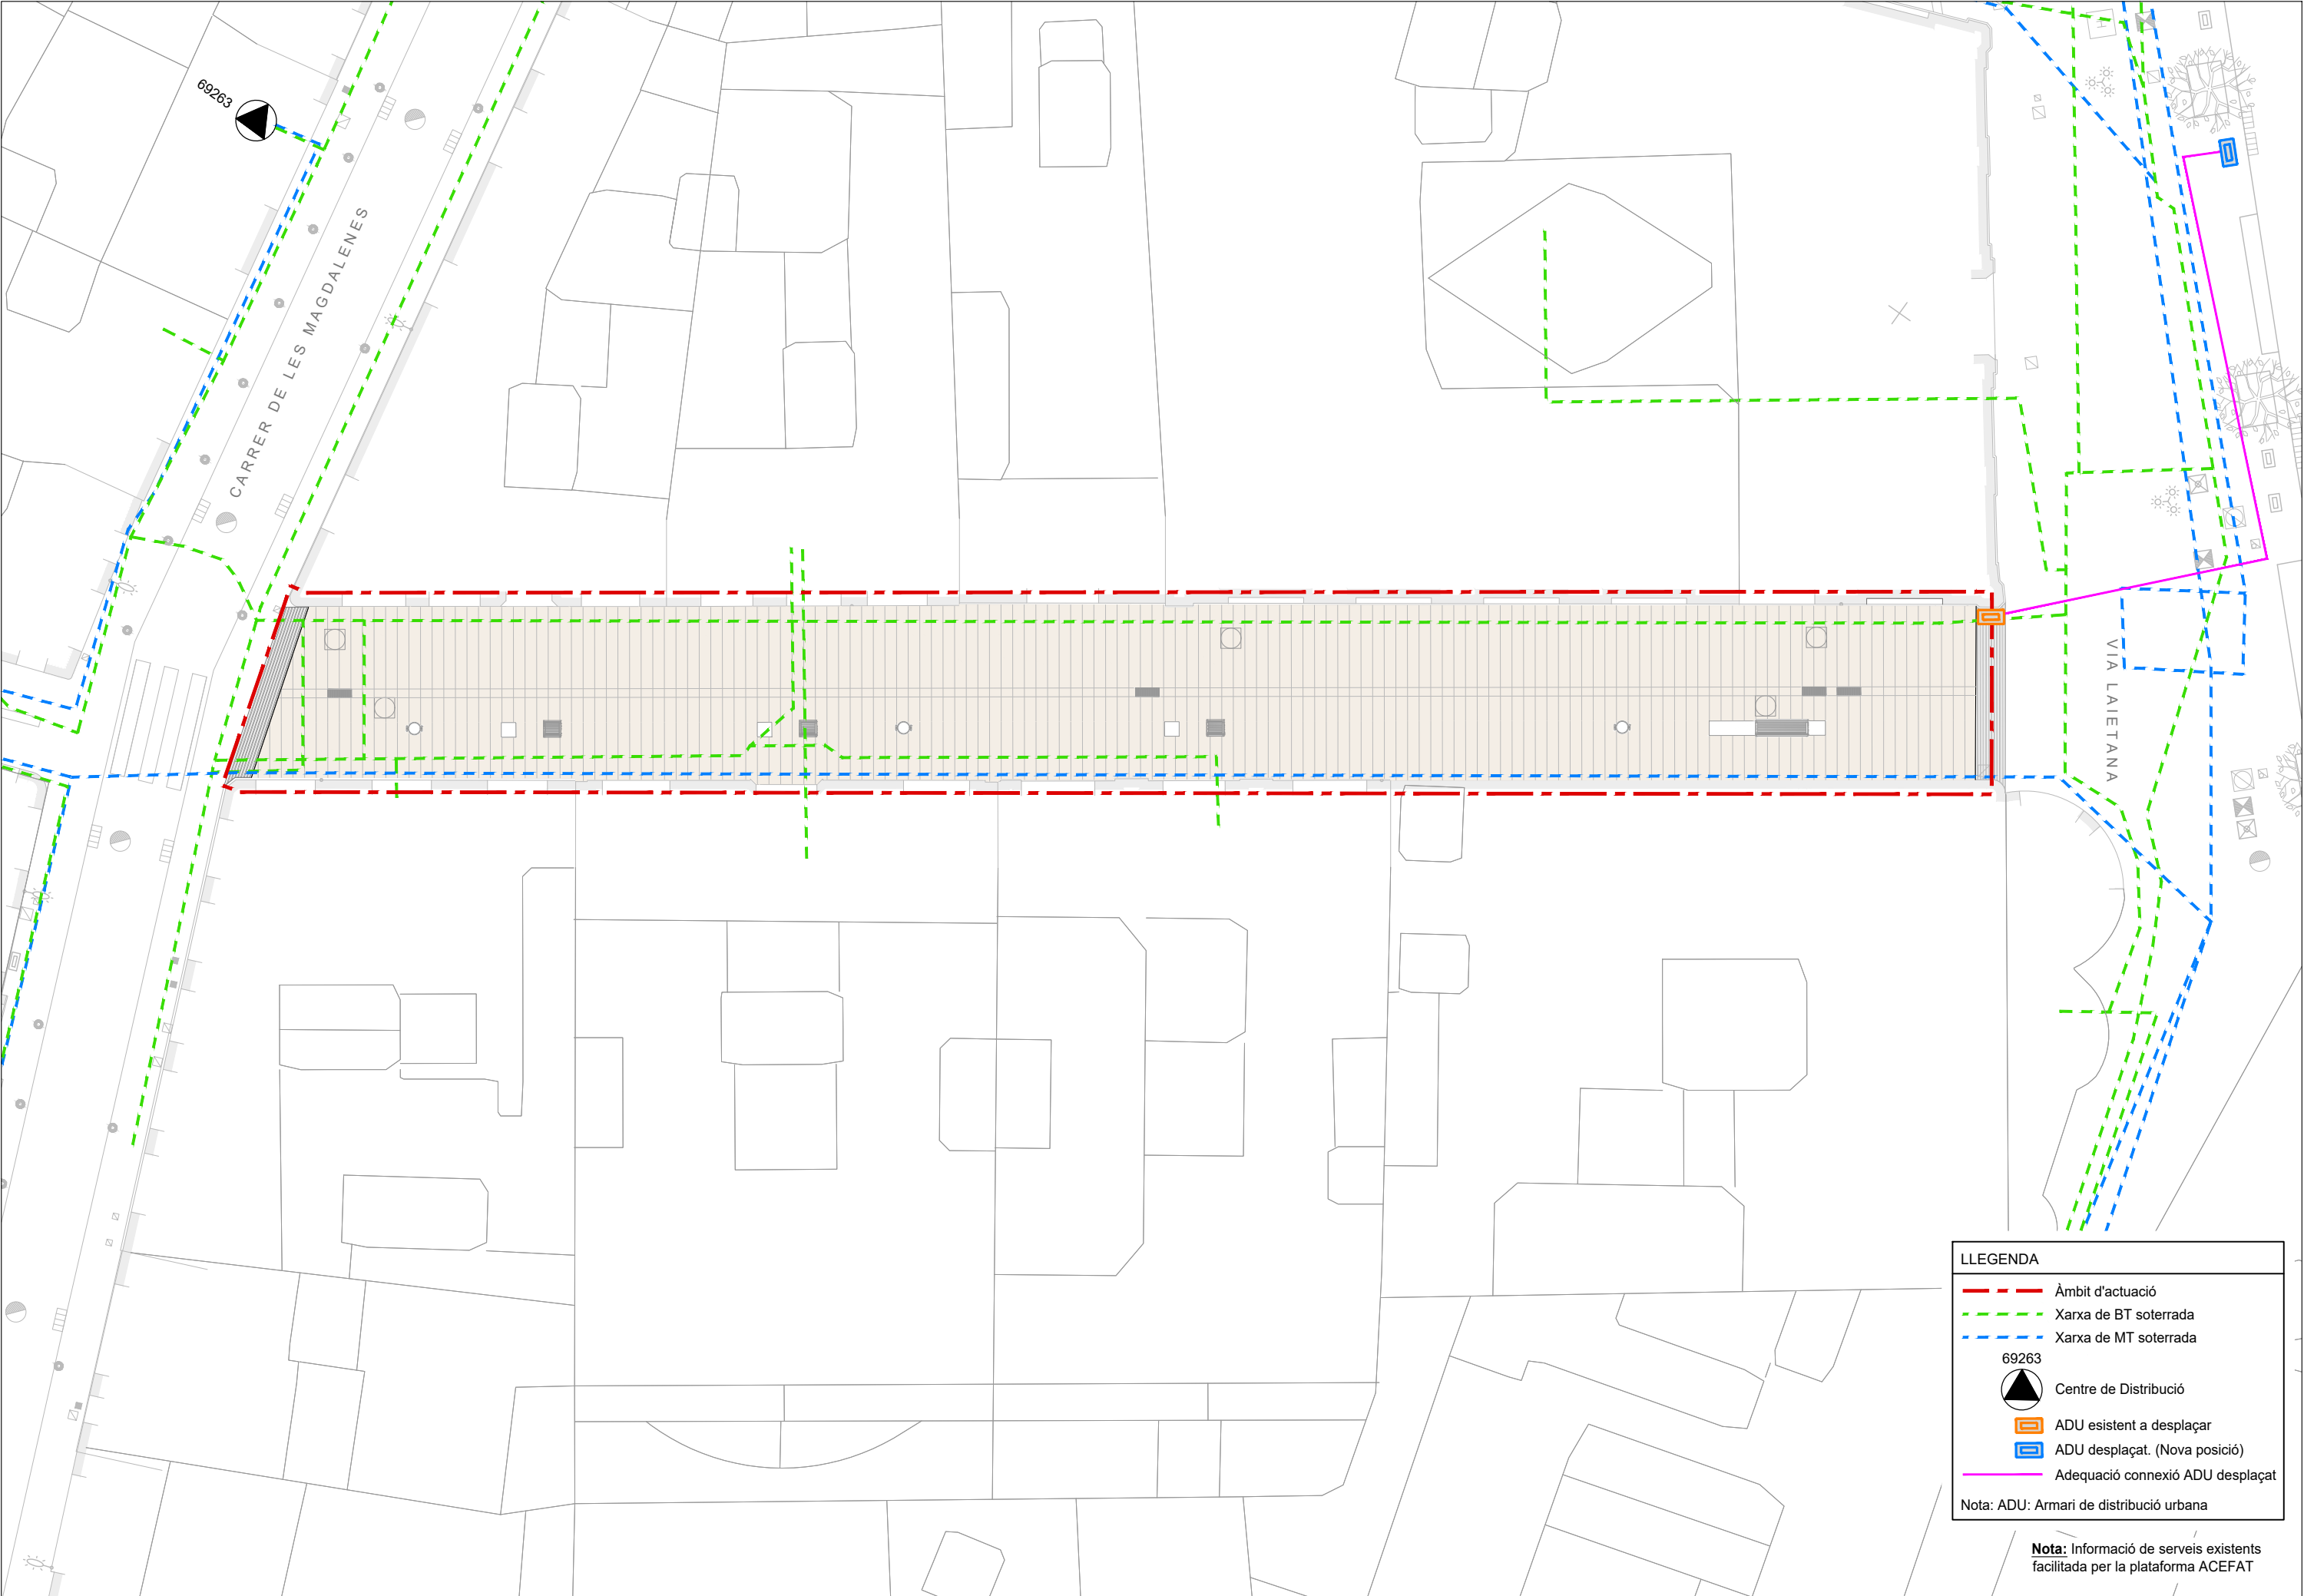 69263
CARRER DE LES MAGDALENES
VIA LAIETANA
LLEGENDA
Àmbit d'actuació
Xarxa de BT soterrada
Xarxa de MT soterrada
69263
Centre de Distribució
ADU esistent a desplaçar
ADU desplaçat. (Nova posició)
Adequació connexió ADU desplaçat
Nota: ADU: Armari de distribució urbana
Nota: Informació de serveis existents
facilitada per la plataforma ACEFAT